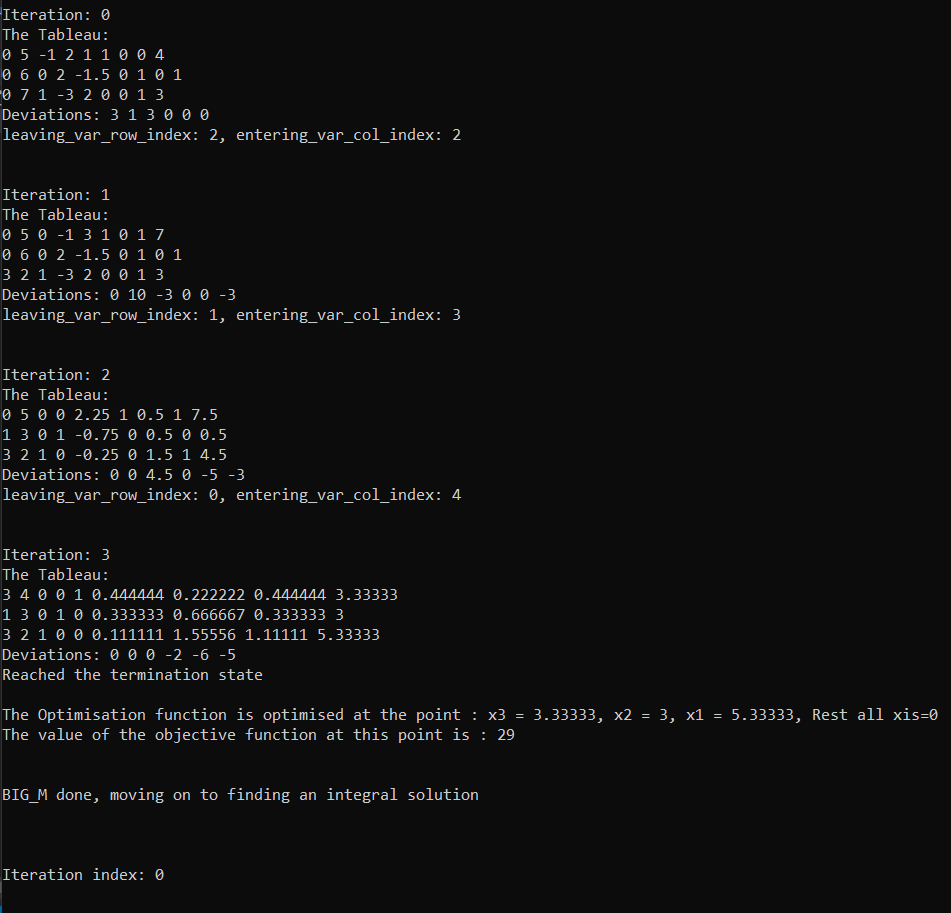 Iteration: 0
The Tableau:
0 5 -1 2 1 1 0 0 4
0 6 0 2 -1.5 0 1 0 1
0 7 1 -3 2 0 0 1 3
Deviations: 3 1 3 0 0 0
leaving_var_row_index: 2, entering_var_col_index: 2
Iteration: 1
The Tableau:
0 5 0 -1 3 1 0 1 7
0 6 0 2 -1.5 0 1 0 1
3 2 1 -3 2 0 0 1 3
Deviations: 0 10 -3 0 0 -3
leaving_var_row_index: 1, entering_var_col_index: 3
Iteration: 2
The Tableau:
0 5 0 0 2.25 1 0.5 1 7.5
1 3 0 1 -0.75 0 0.5 0 0.5
3 2 1 0 -0.25 0 1.5 1 4.5
Deviations: 0 0 4.5 0 -5 -3
leaving_var_row_index: 0, entering_var_col_index: 4
Iteration: 3
The Tableau:
3 4 0 0 1 0.444444 0.222222 0.444444 3.33333
1 3 0 1 0 0.333333 0.666667 0.333333 3
3 2 1 0 0 0.111111 1.55556 1.11111 5.33333
Deviations: 0 0 0 -2 -6 -5
Reached the termination state
The Optimisation function is optimised at the point : x3 = 3.33333, x2 = 3, x1 = 5.33333, Rest all xis=0
The value of the objective function at this point is : 29
BIG_M done, moving on to finding an integral solution
Iteration index: 0